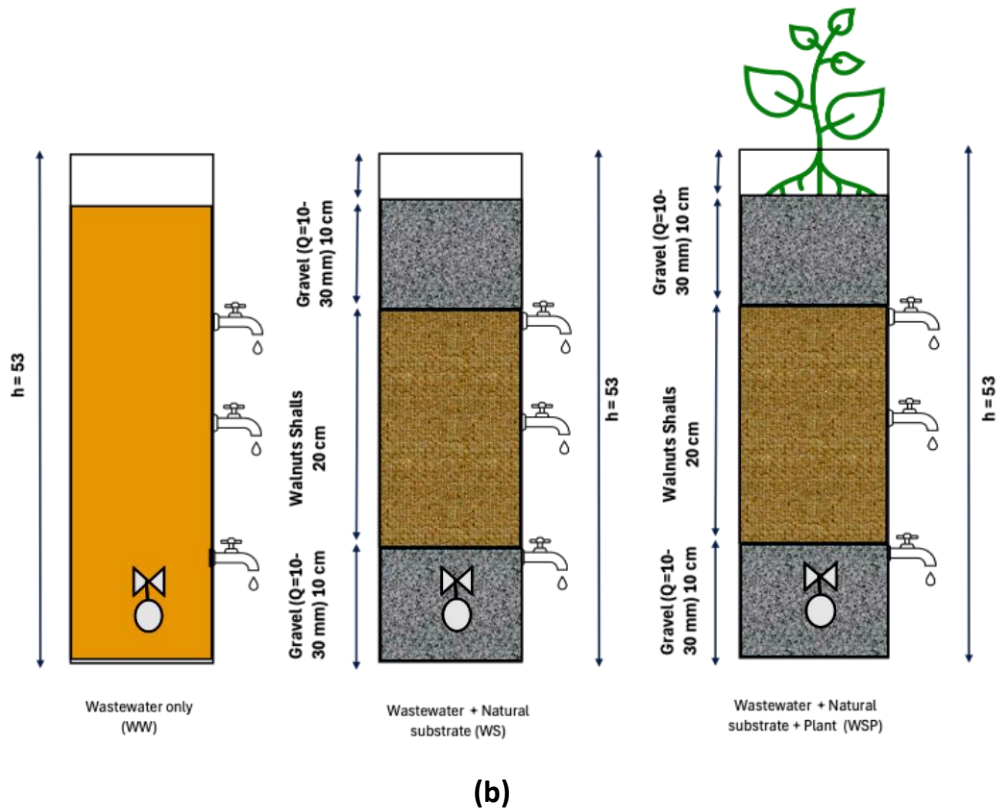 h = 53
Wastewater only
(WW)
Gravel (Q=10-
30 mm) 10 cm
Walnuts Shalls
20 cm
Gravel (Q=10-
30 mm) 10 cm
h = 53
Wastewater + Natural
substrate (WS)
Gravel (Q=10-
30 mm) 10 cm
Walnuts Shalls
20 cm
Gravel (Q=10-
30 mm) 10 cm
h = 53
Wastewater + Natural
substrate + Plant (WSP)
(b)